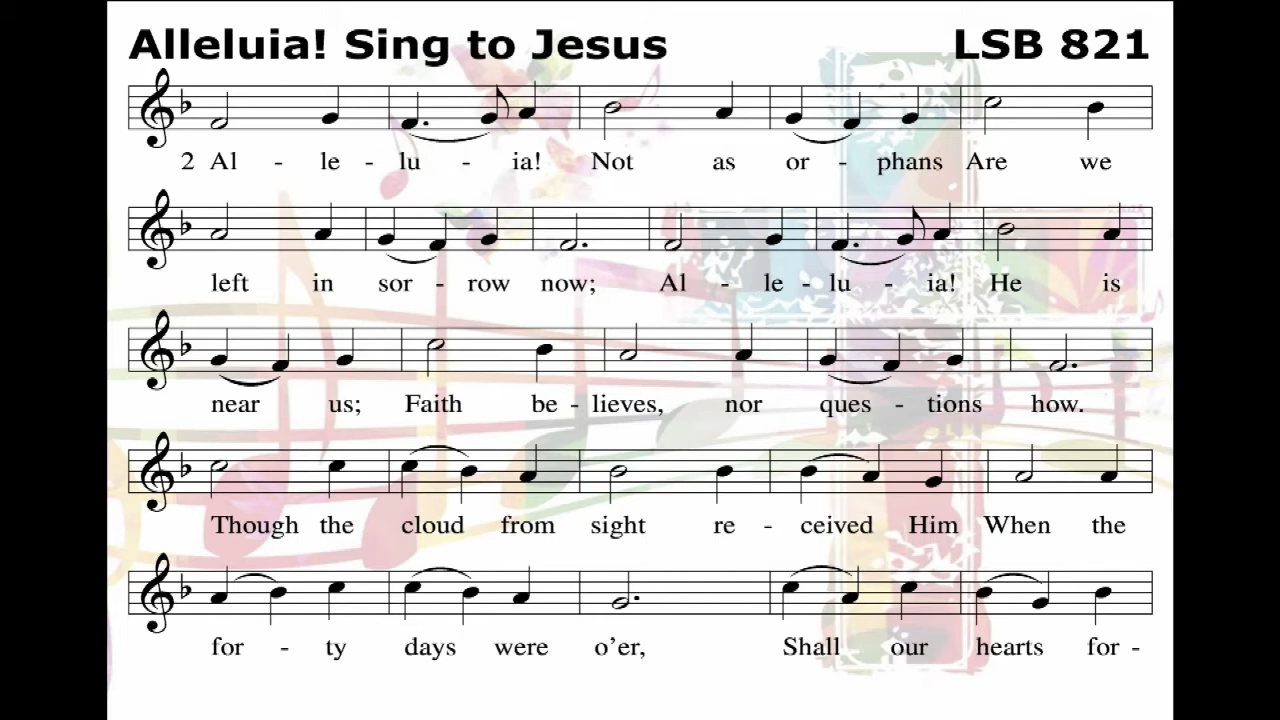 Alleluia! Sing to Jesus LSB 821
2 Al - le - lu - ia! Not as or - phans Are we
left in sor - row now; Al - le - lu - ia! He is
near us; Faith be - lieves, nor ques - tions how.
Though the cloud from sight re - ceived Him When the
for - ty days were o'er, Shall our hearts for -